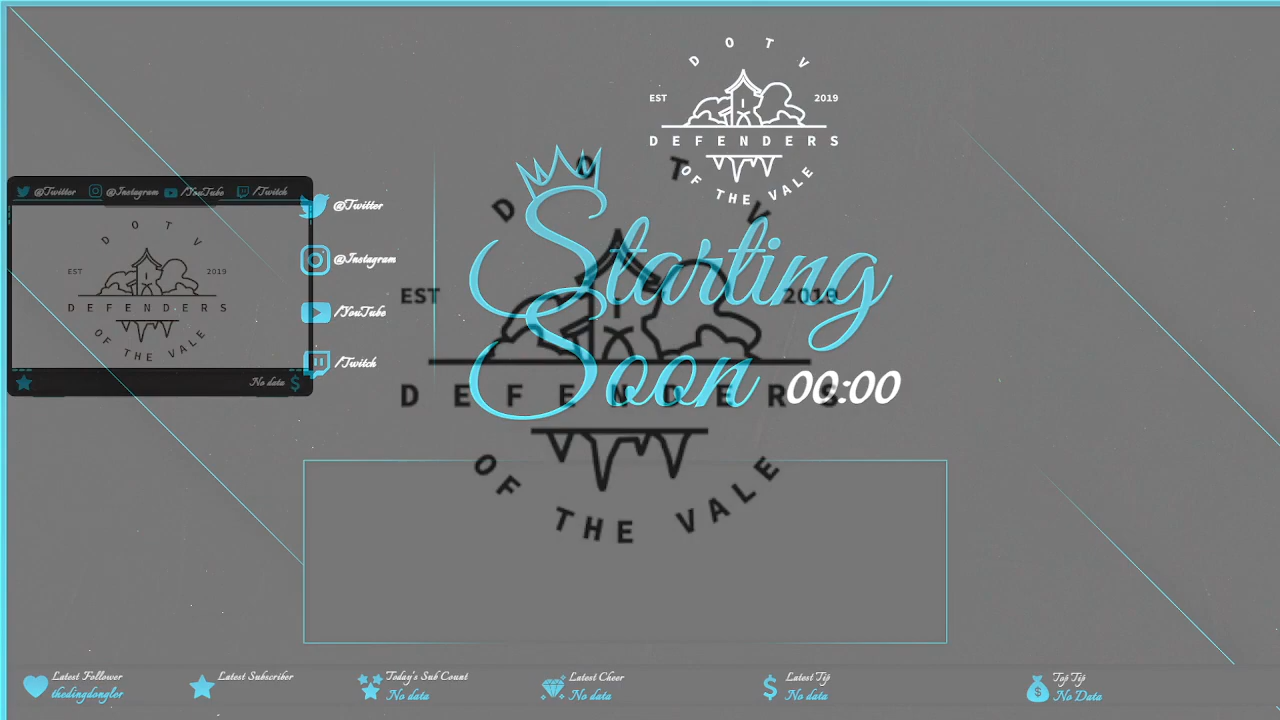 D O T V
EST 2019
DEFENDERS
OF THE VALE
@Twitter @Instagram /YouTube /Twitch
D O T V
EST 2019
DEFENDERS
OF THE VALE
No data
@Twitter
@Instagram
/YouTube
/Twitch
D O T V
Starting
EST 2019
Soon 00:00
DEFENDERS
OF THE VALE
Latest Follower
thedingdongler
Latest Subscriber
Today's Sub Count
No data
Latest Cheer
No data
Latest Tip
No data
Top Tip
No Data